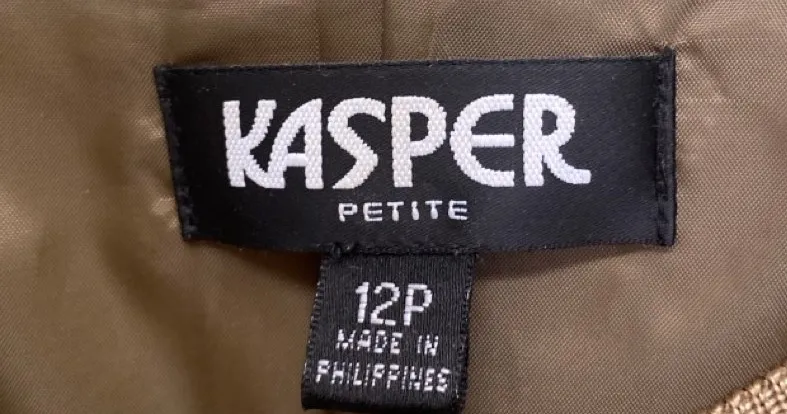 KASPER
PETITE
12P
MADE IN
PHILIPPINES